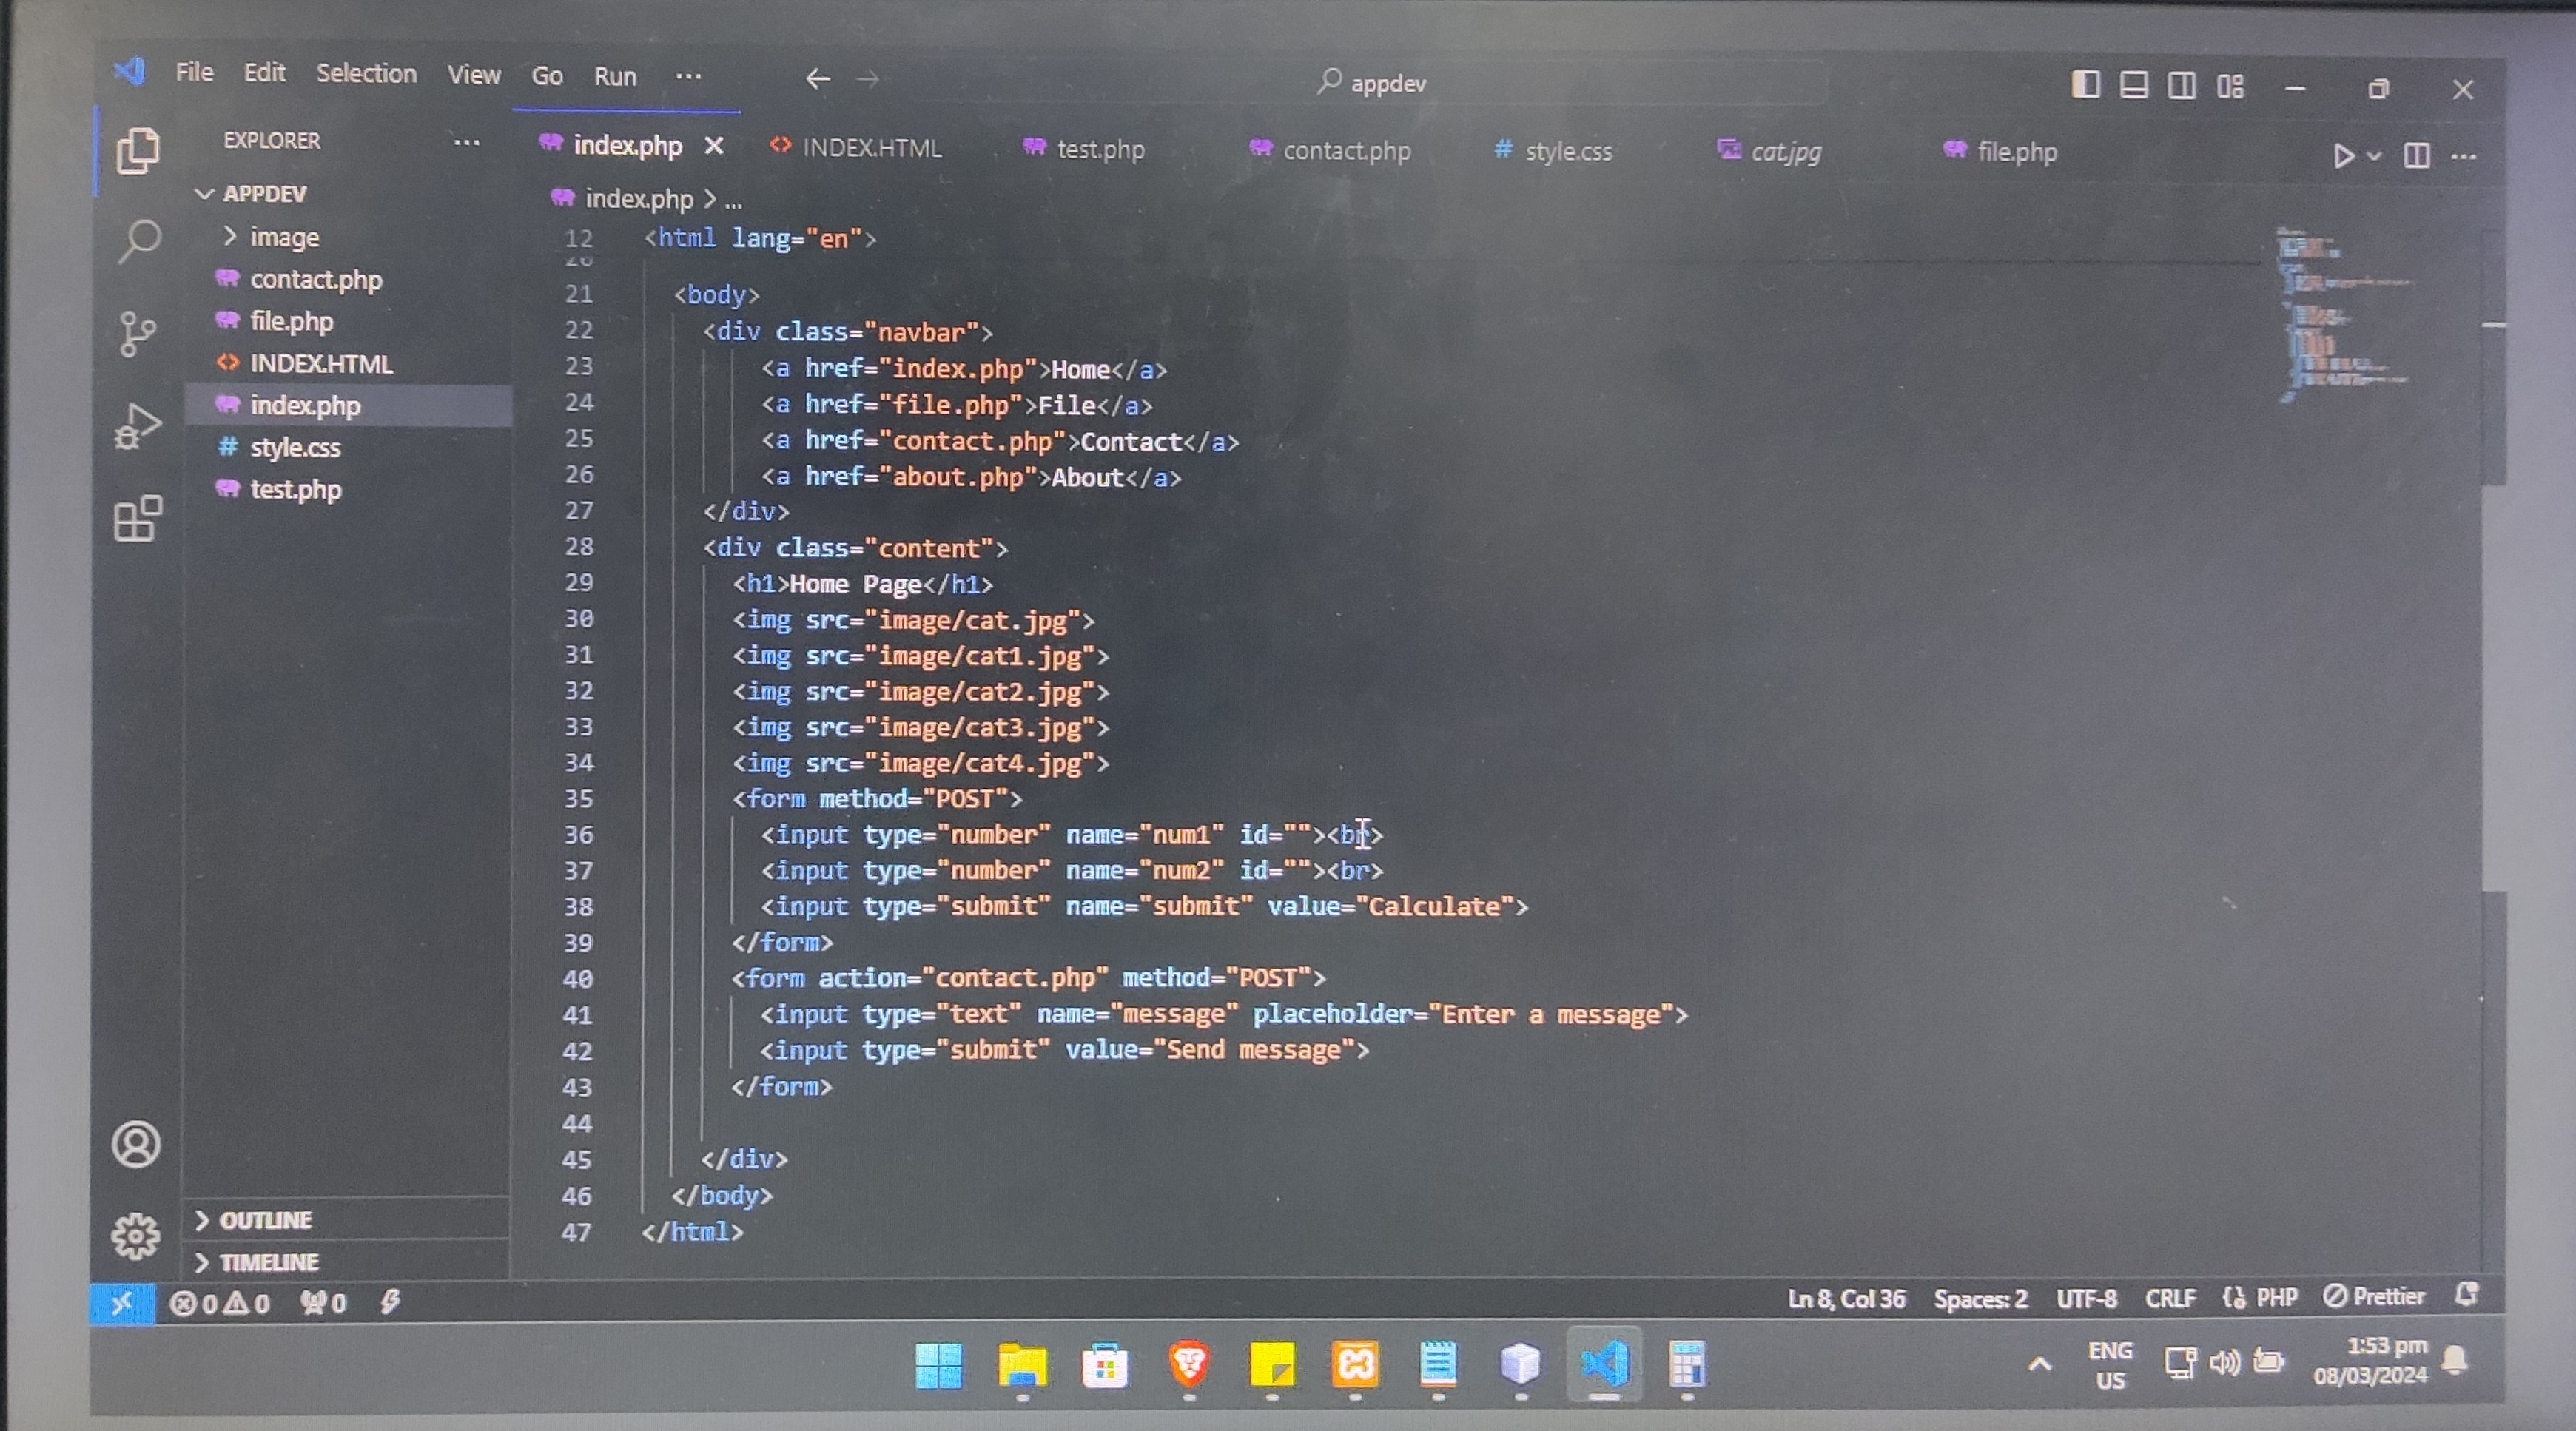 File Edit Selection View Go Run ... appdev
EXPLORER ...
index.php INDEX.HTML test.php contact.php # style.css cat.jpg file.php ...
APPDEV
image
contact.php
file.php
INDEX.HTML
index.php
# style.css
test.php
OUTLINE
TIMELINE
index.php > ...
12 <html lang="en">
20
21 <body>
22 <div class="navbar">
23 <a href="index.php">Home</a>
24 <a href="file.php">File</a>
25 <a href="contact.php">Contact</a>
26 <a href="about.php">About</a>
27 </div>
28 <div class="content">
29 <h1>Home Page</h1>
30 <img src="image/cat.jpg">
31 <img src="image/cat1.jpg">
32 <img src="image/cat2.jpg">
33 <img src="image/cat3.jpg">
34 <img src="image/cat4.jpg">
35 <form method="POST">
36 <input type="number" name="num1" id=""><br>
37 <input type="number" name="num2" id=""><br>
38 <input type="submit" name="submit" value="Calculate">
39 </form>
40 <form action="contact.php" method="POST">
41 <input type="text" name="message" placeholder="Enter a message">
42 <input type="submit" value="Send message">
43 </form>
44
45 </div>
46 </body>
47 </html>
0 0 0 Ln 8, Col 36 Spaces: 2 UTF-8 CRLF PHP Prettier
ENG
US
1:53 pm
08/03/2024